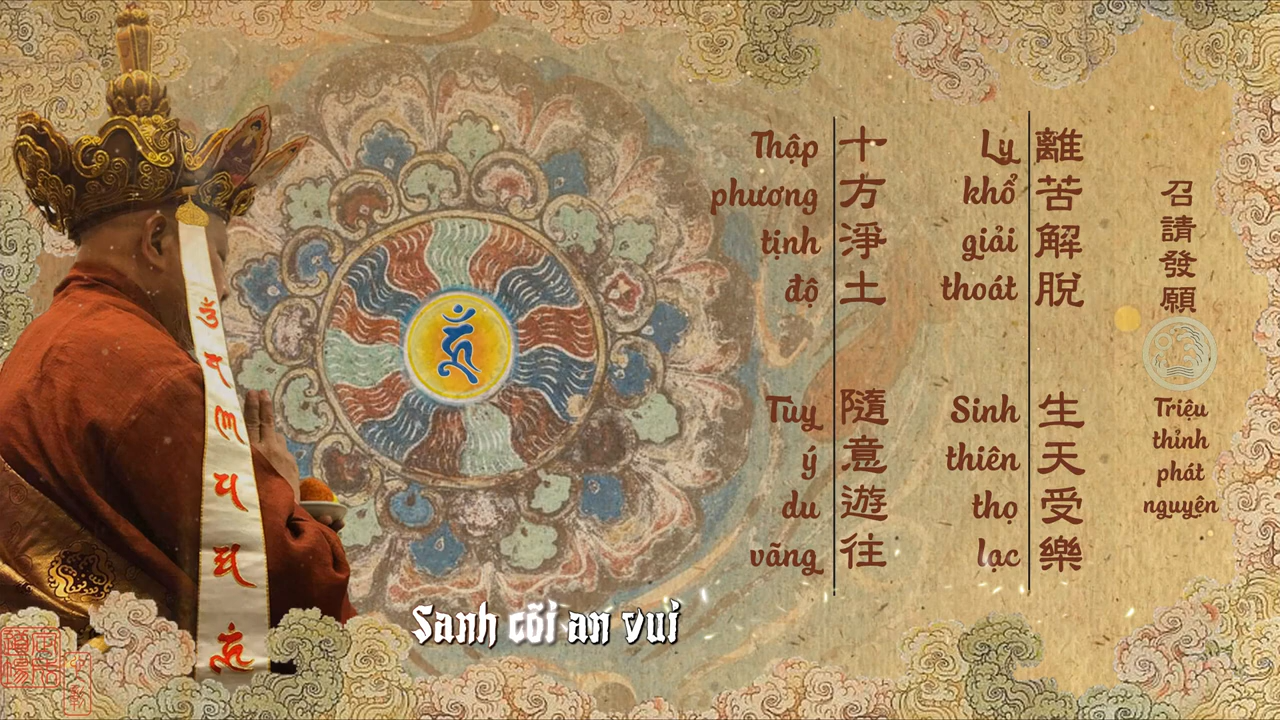 召請發願
Triệu thỉnh phát nguyện
離苦解脫
Ly khổ giải thoát
生天受樂
Sinh thiên thọ lạc
十方淨土
Thập phương tịnh độ
隨意遊往
Tùy ý du vãng
Sanh cõi an vui